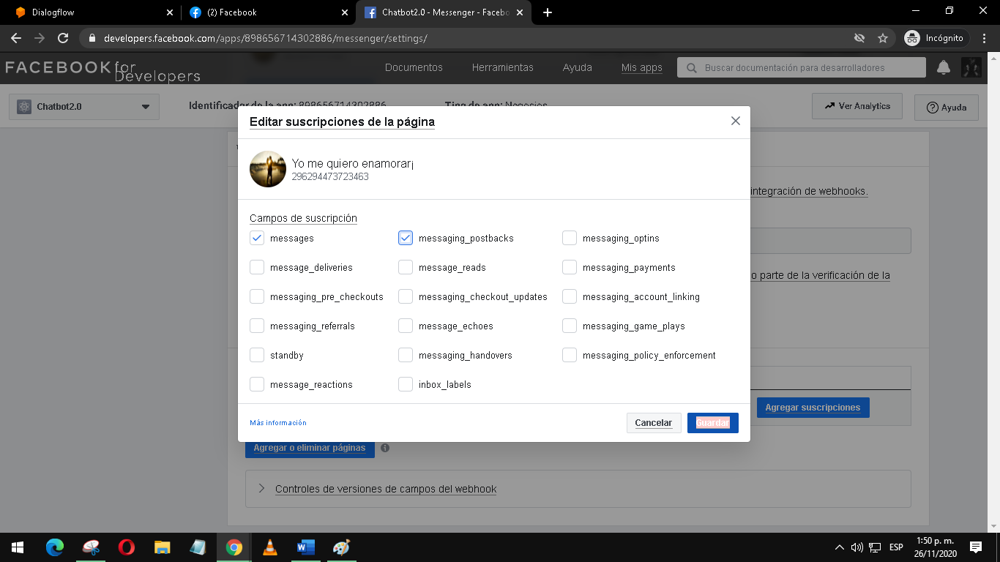 Dialogflow
(2) Facebook
Chatbot2.0 - Messenger - Facebo
developers.facebook.com/apps/898656714302886/messenger/settings/
Incógnito
FACEBOOK for Developers
Documentos
Herramientas
Ayuda
Mis apps
Buscar documentación para desarrolladores
Chatbot2.0
Identificador de la app: 898656714302886
Tipo de app: Negocios
Ver Analytics
Ayuda
Editar suscripciones de la página
Yo me quiero enamorar¡
296294473723463
integración de webhooks.
Campos de suscripción
messages messaging_postbacks messaging_optins
message_deliveries message_reads messaging_payments
o parte de la verificación de la
messaging_pre_checkouts messaging_checkout_updates messaging_account_linking
messaging_referrals message_echoes messaging_game_plays
standby messaging_handovers messaging_policy_enforcement
message_reactions inbox_labels
Agregar suscripciones
Más información
Cancelar
Guardar
Agregar o eliminar páginas
Controles de versiones de campos del webhook
ESP
1:50 p. m.
26/11/2020